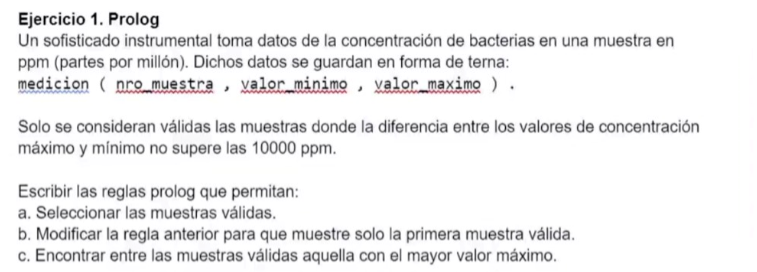 Ejercicio 1. Prolog
Un sofisticado instrumental toma datos de la concentración de bacterias en una muestra en
ppm (partes por millón). Dichos datos se guardan en forma de terna:
medicion ( nro_muestra , valor_minimo , valor_maximo ) .
Solo se consideran válidas las muestras donde la diferencia entre los valores de concentración
máximo y mínimo no supere las 10000 ppm.
Escribir las reglas prolog que permitan:
a. Seleccionar las muestras válidas.
b. Modificar la regla anterior para que muestre solo la primera muestra válida.
c. Encontrar entre las muestras válidas aquella con el mayor valor máximo.